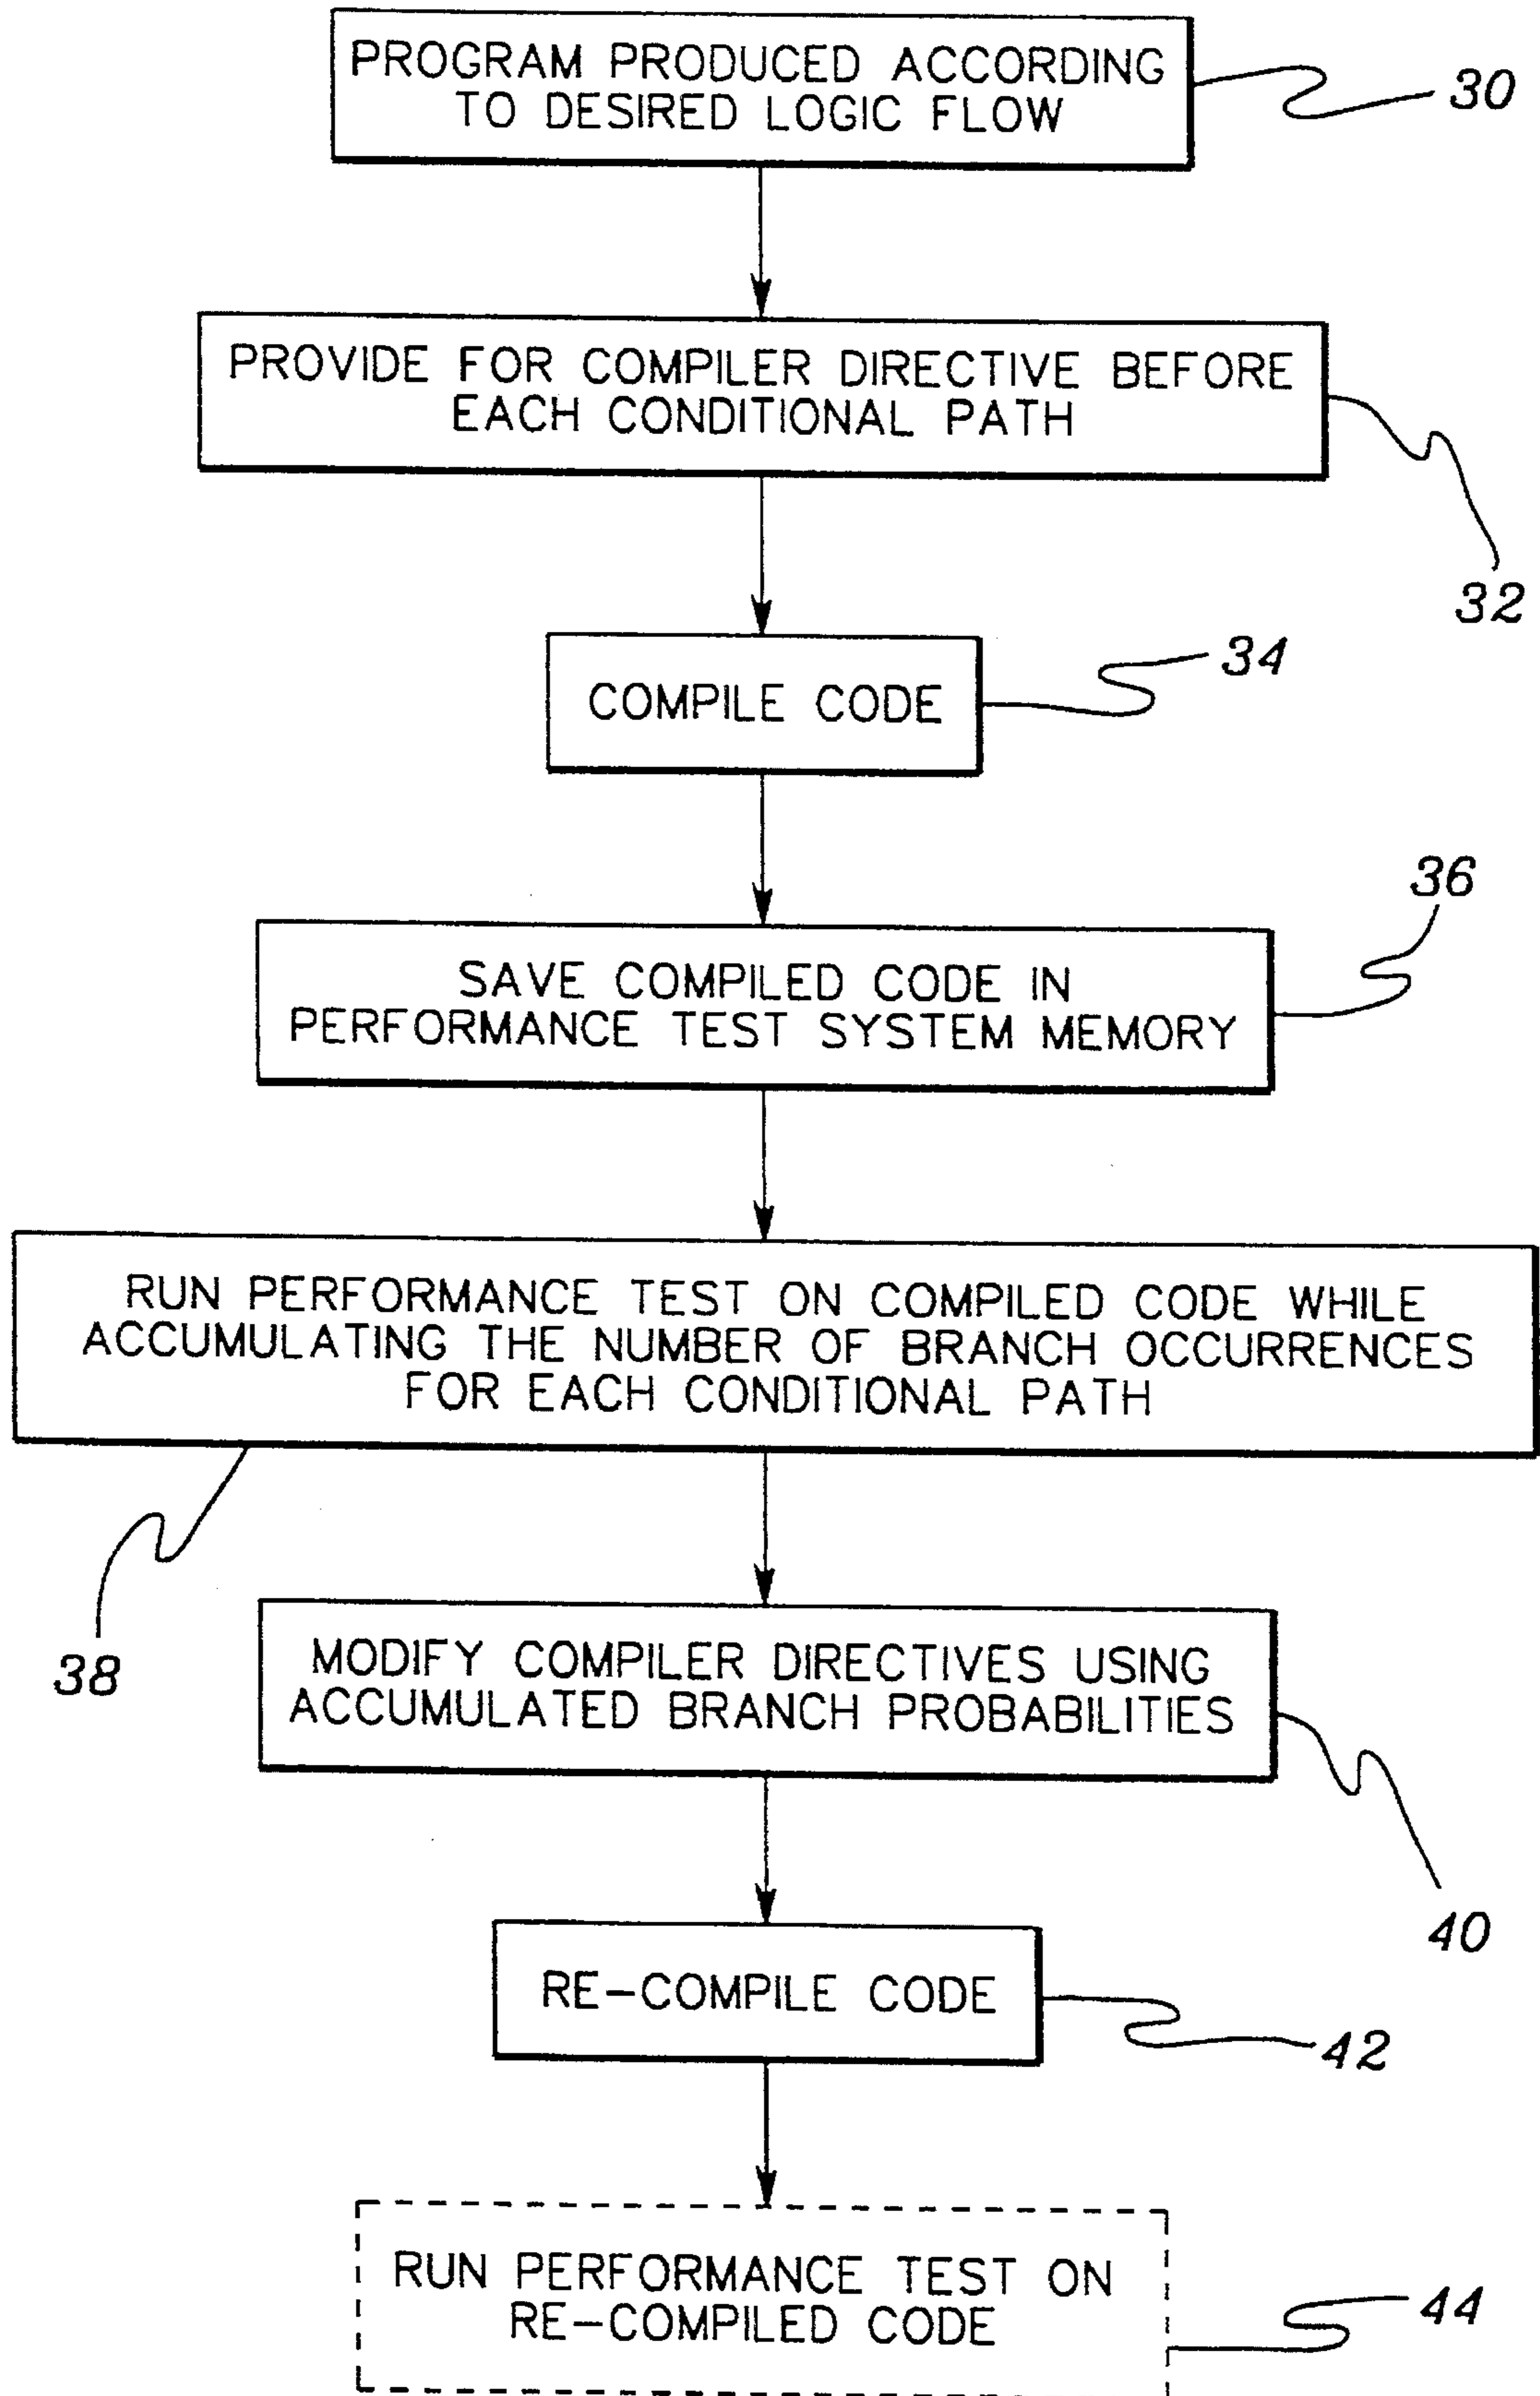 PROGRAM PRODUCED ACCORDING
TO DESIRED LOGIC FLOW
30
PROVIDE FOR COMPILER DIRECTIVE BEFORE
EACH CONDITIONAL PATH
32
COMPILE CODE
34
36
SAVE COMPILED CODE IN
PERFORMANCE TEST SYSTEM MEMORY
RUN PERFORMANCE TEST ON COMPILED CODE WHILE
ACCUMULATING THE NUMBER OF BRANCH OCCURRENCES
FOR EACH CONDITIONAL PATH
38
MODIFY COMPILER DIRECTIVES USING
ACCUMULATED BRANCH PROBABILITIES
40
RE-COMPILE CODE
42
RUN PERFORMANCE TEST ON
RE-COMPILED CODE
44